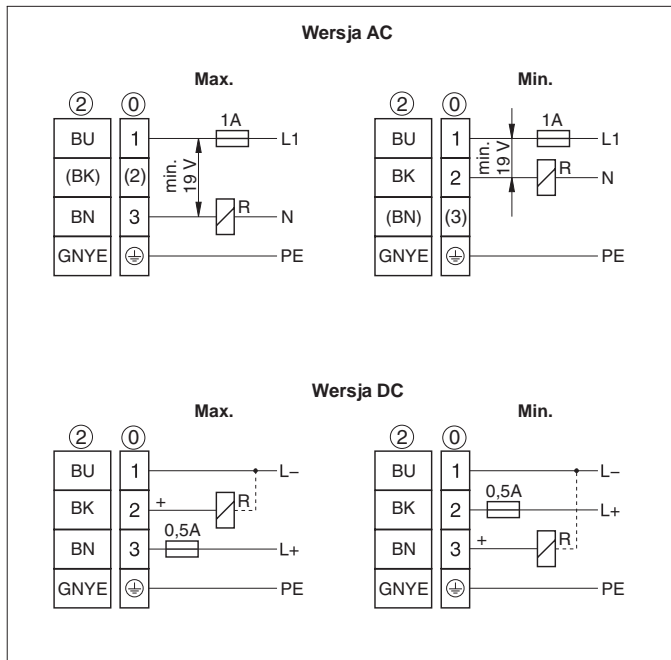 Wersja AC
Max.
② ⓪
BU 1 1A L1
(BK) (2) min. 19 V
BN 3 R N
GNYE PE
Min.
② ⓪
BU 1 1A L1
BK 2 min. 19 V R N
(BN) (3)
GNYE PE
Wersja DC
Max.
② ⓪
BU 1 L–
BK 2 + R
BN 3 0,5A L+
GNYE PE
Min.
② ⓪
BU 1 L–
BK 2 0,5A L+
BN 3 + R
GNYE PE